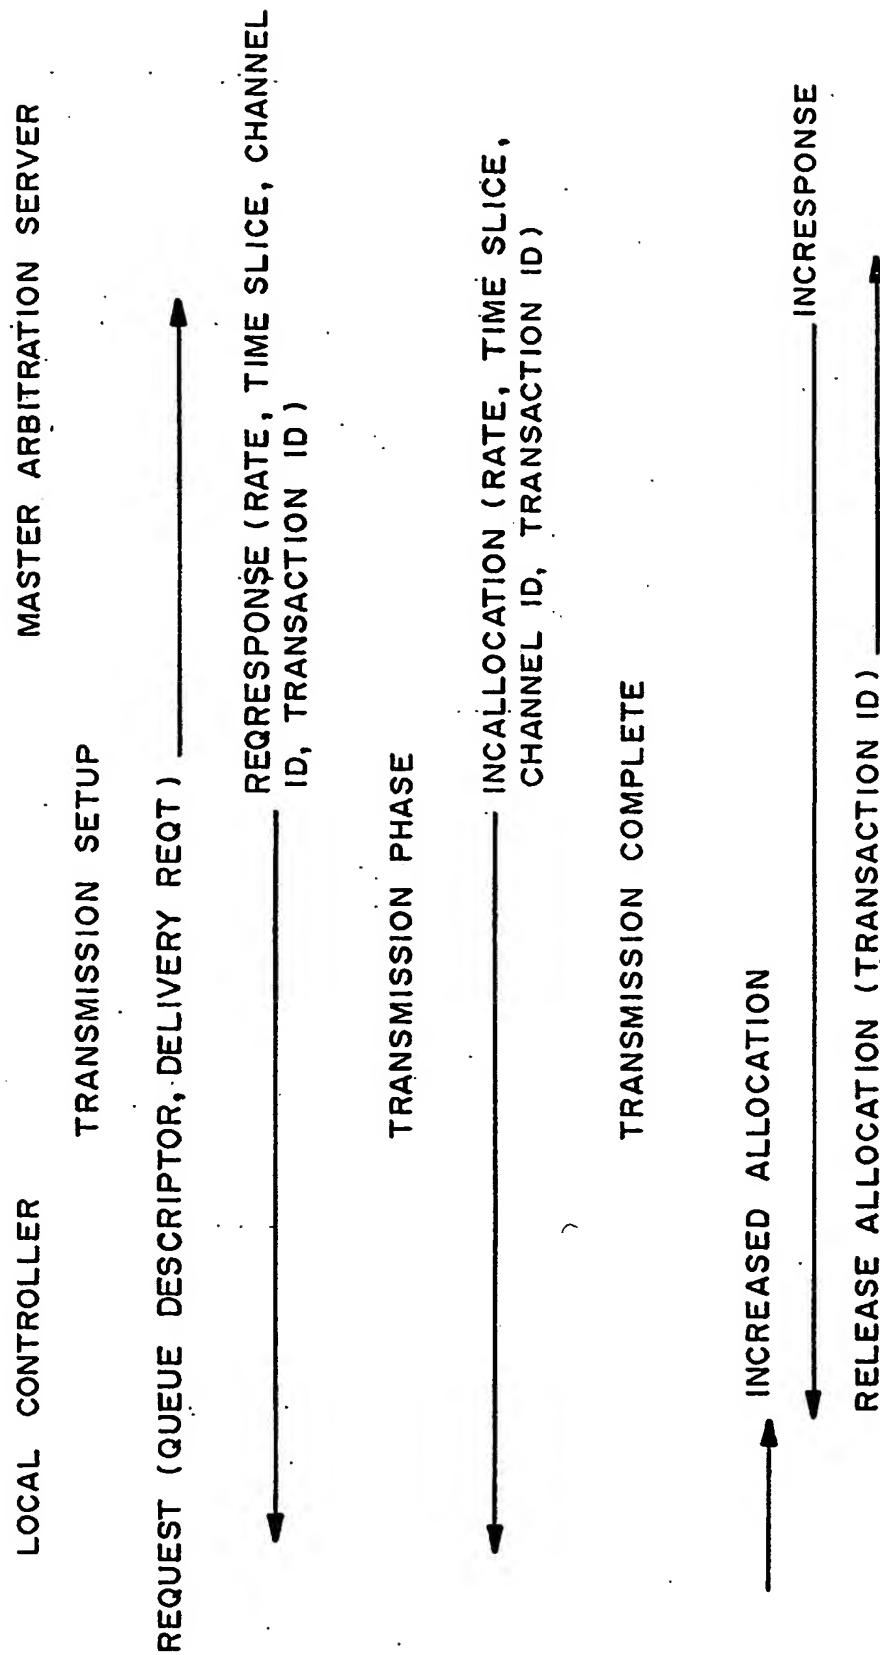 LOCAL CONTROLLER
MASTER ARBITRATION SERVER
TRANSMISSION SETUP
REQUEST (QUEUE DESCRIPTOR, DELIVERY REQT)
REQRESPONSE (RATE, TIME SLICE, CHANNEL
ID, TRANSACTION ID)
TRANSMISSION PHASE
INCALLOCATION (RATE, TIME SLICE,
CHANNEL ID, TRANSACTION ID)
TRANSMISSION COMPLETE
INCREASED ALLOCATION
INCRESPONSE
RELEASE ALLOCATION (TRANSACTION ID)